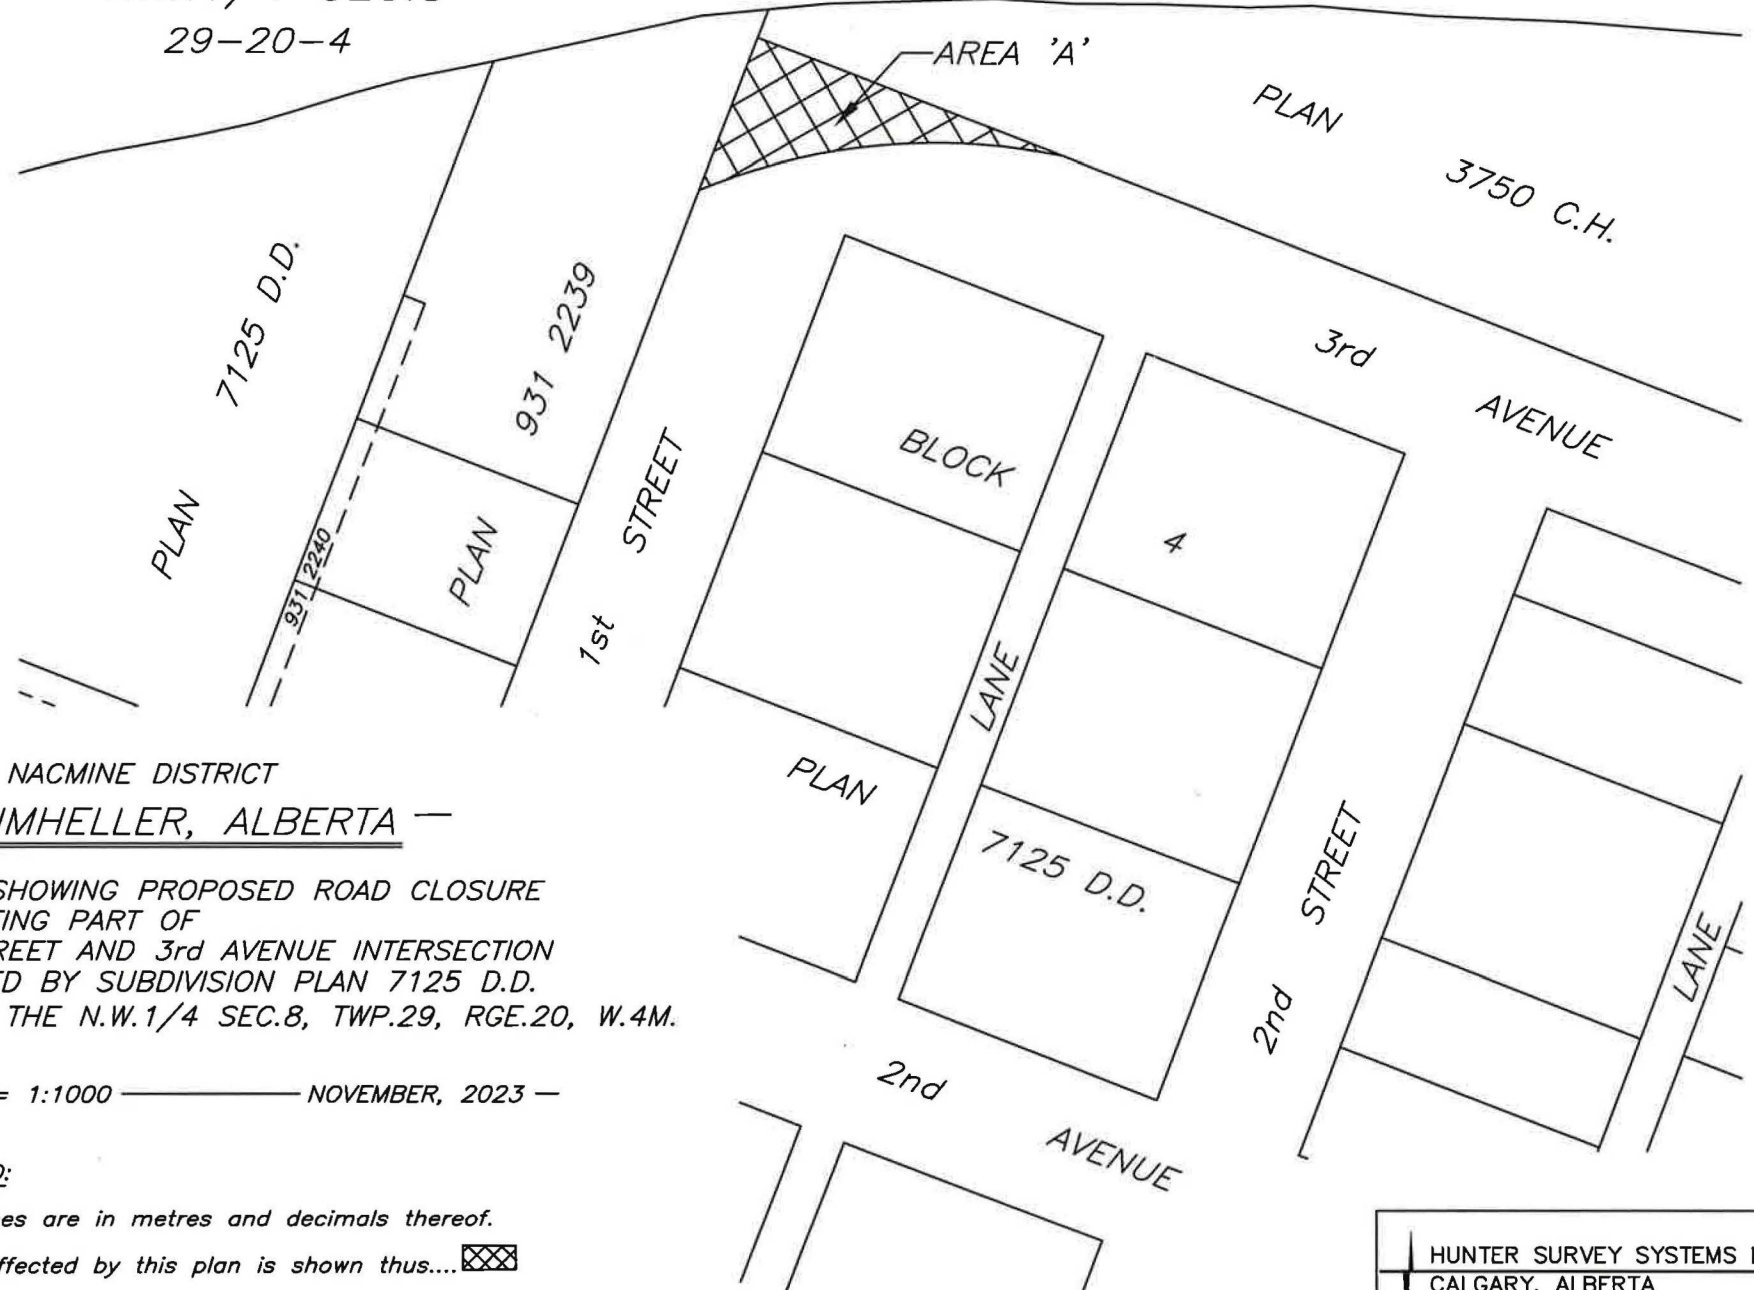 29-20-4
AREA 'A'
PLAN
3750 C.H.
PLAN 7125 D.D.
PLAN 931 2239
931 2240
1st STREET
3rd AVENUE
BLOCK
4
LANE
PLAN
7125 D.D.
2nd STREET
LANE
2nd AVENUE
NACMINE DISTRICT
MHELLER, ALBERTA —
SHOWING PROPOSED ROAD CLOSURE
ING PART OF
REET AND 3rd AVENUE INTERSECTION
D BY SUBDIVISION PLAN 7125 D.D.
THE N.W.1/4 SEC.8, TWP.29, RGE.20, W.4M.
= 1:1000 ——— NOVEMBER, 2023 —
es are in metres and decimals thereof.
ffected by this plan is shown thus....
HUNTER SURVEY SYSTEMS
CALGARY, ALBERTA